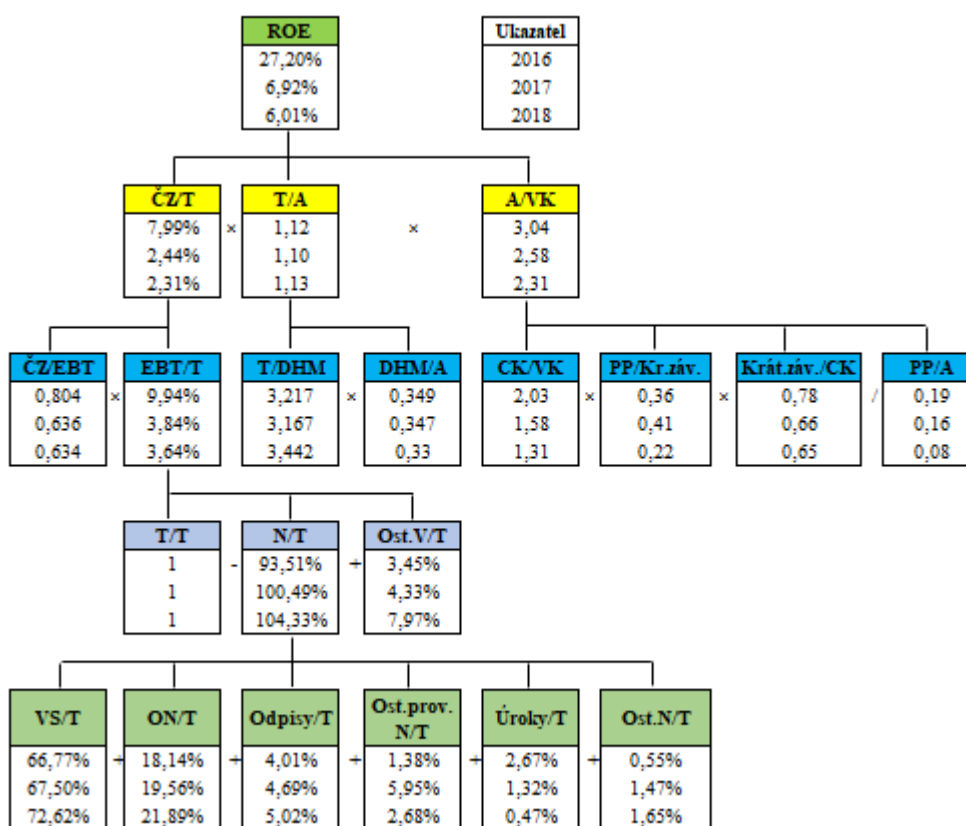 ROE Ukazatel
27,20% 2016
6,92% 2017
6,01% 2018
ČZ/T T/A A/VK
7,99% × 1,12 × 3,04
2,44% 1,10 2,58
2,31% 1,13 2,31
ČZ/EBT EBT/T T/DHM DHM/A CK/VK PP/Kr.záv. Krát.záv./CK PP/A
0,804 × 9,94% 3,217 × 0,349 2,03 × 0,36 × 0,78 / 0,19
0,636 3,84% 3,167 0,347 1,58 0,41 0,66 0,16
0,634 3,64% 3,442 0,33 1,31 0,22 0,65 0,08
T/T N/T Ost.V/T
1 - 93,51% + 3,45%
1 100,49% 4,33%
1 104,33% 7,97%
VS/T ON/T Odpisy/T Ost.prov. N/T Úroky/T Ost.N/T
66,77% + 18,14% + 4,01% + 1,38% + 2,67% + 0,55%
67,50% 19,56% 4,69% 5,95% 1,32% 1,47%
72,62% 21,89% 5,02% 2,68% 0,47% 1,65%